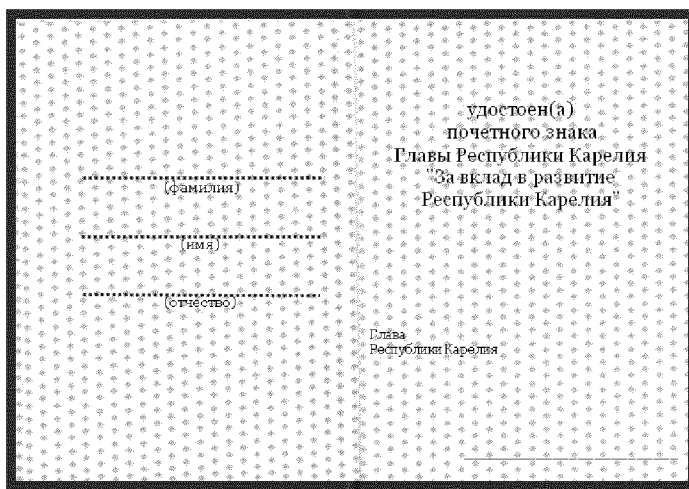 (фамилия)
(имя)
(отчество)
удостоен(а)
почетного знака
Главы Республики Карелия
"За вклад в развитие
Республики Карелия"
Глава
Республики Карелия